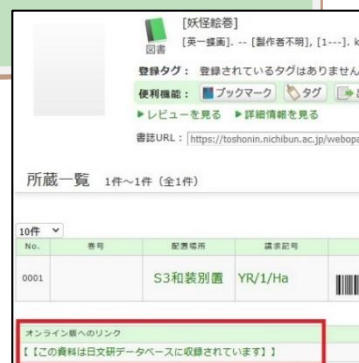 [妖怪絵巻]
[英一蝶画]. -- [製作者不明], [1---]. k
図書
登録タグ： 登録されているタグはありません
便利機能： ブックマーク タグ
▶レビューを見る ▶詳細情報を見る
書誌URL： https://toshonin.nichibun.ac.jp/webopa
所蔵一覧 1件～1件（全1件）
10件
No. 巻号 配置場所 請求記号
0001 S3和装別置 YR/1/Ha
オンライン版へのリンク
【【この資料は日文研データベースに収録されています】】